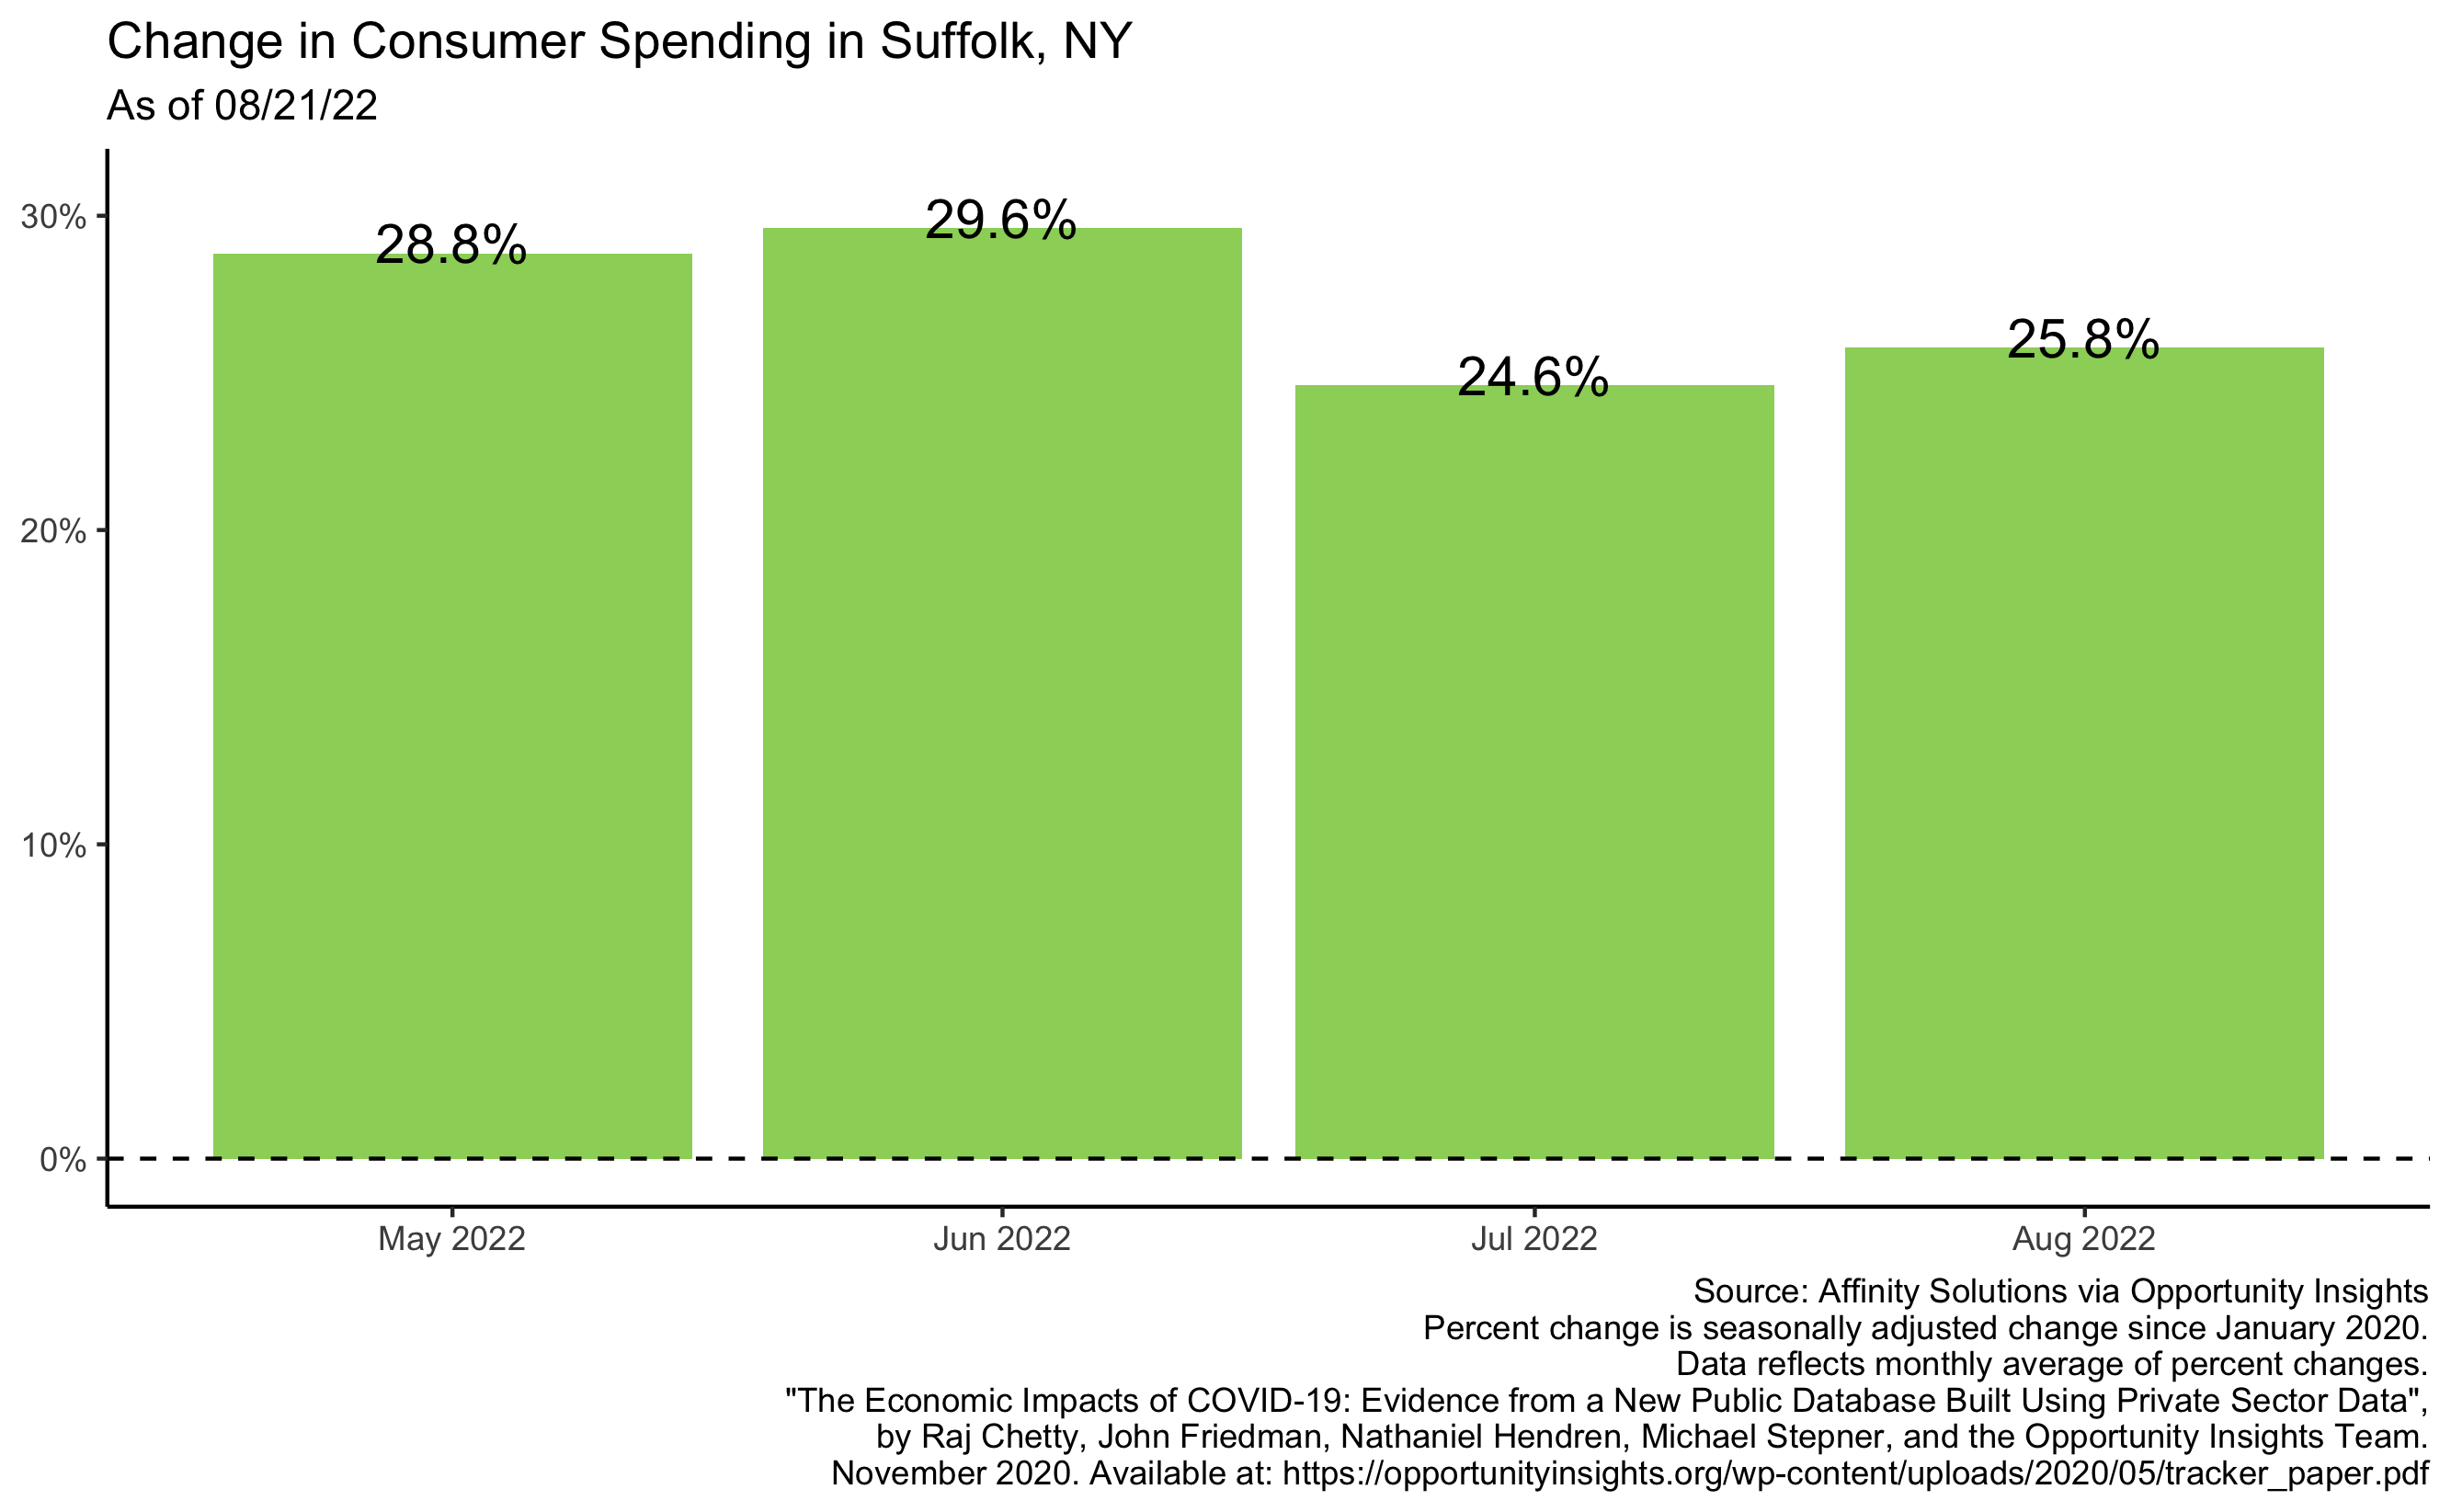 Change in Consumer Spending in Suffolk, NY
As of 08/21/22
30%
20%
10%
0%
28.8%
29.6%
24.6%
25.8%
May 2022
Jun 2022
Jul 2022
Aug 2022
Source: Affinity Solutions via Opportunity Insights
Percent change is seasonally adjusted change since January 2020.
Data reflects monthly average of percent changes.
"The Economic Impacts of COVID-19: Evidence from a New Public Database Built Using Private Sector Data",
by Raj Chetty, John Friedman, Nathaniel Hendren, Michael Stepner, and the Opportunity Insights Team.
November 2020. Available at: https://opportunityinsights.org/wp-content/uploads/2020/05/tracker_paper.pdf